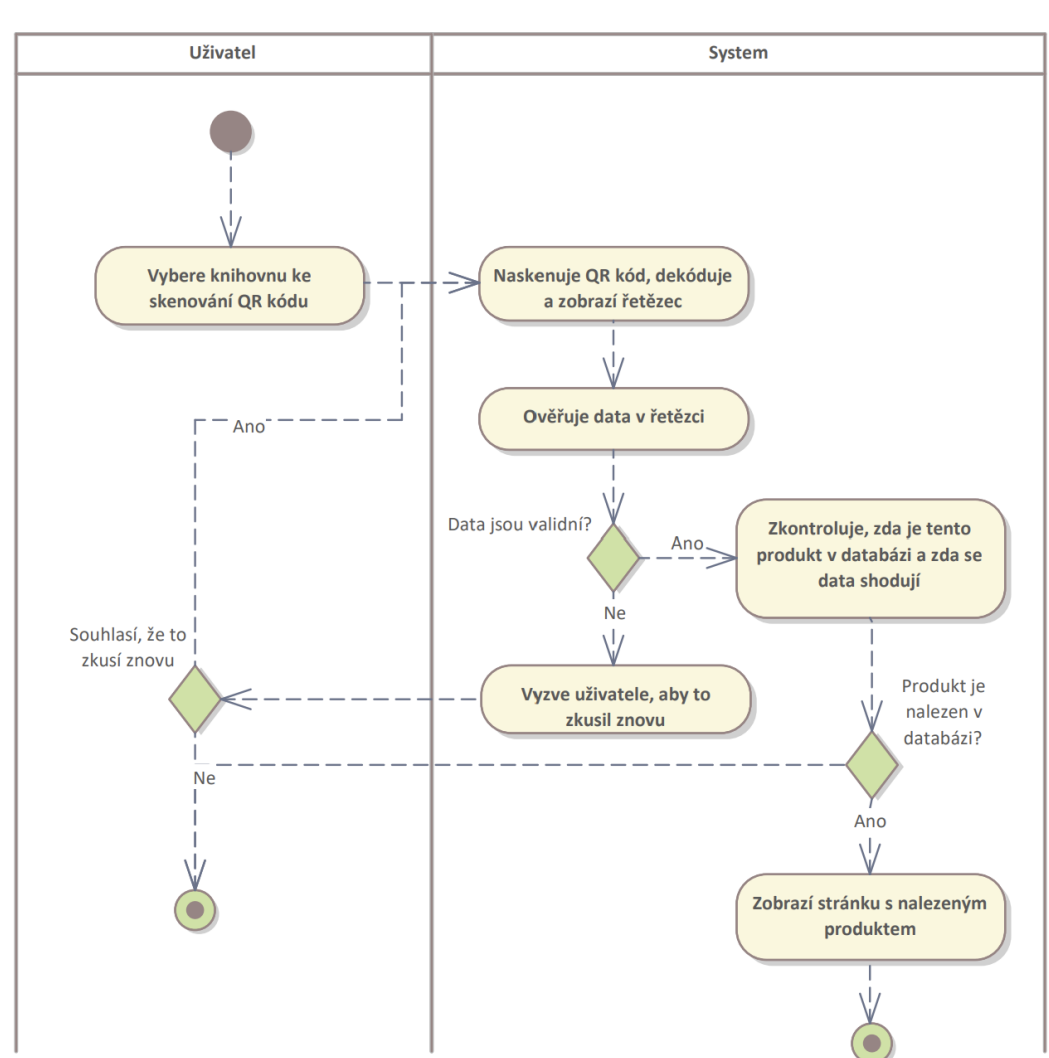 Uživatel
System
Vybere knihovnu ke
skenování QR kódu
Naskenuje QR kód, dekóduje
a zobrazí řetězec
Ano
Ověřuje data v řetězci
Data jsou validní?
Ano
Zkontroluje, zda je tento
produkt v databázi a zda se
data shodují
Ne
Souhlasí, že to
zkusí znovu
Vyzve uživatele, aby to
zkusil znovu
Produkt je
nalezen v
databázi?
Ne
Ano
Zobrazí stránku s nalezeným
produktem